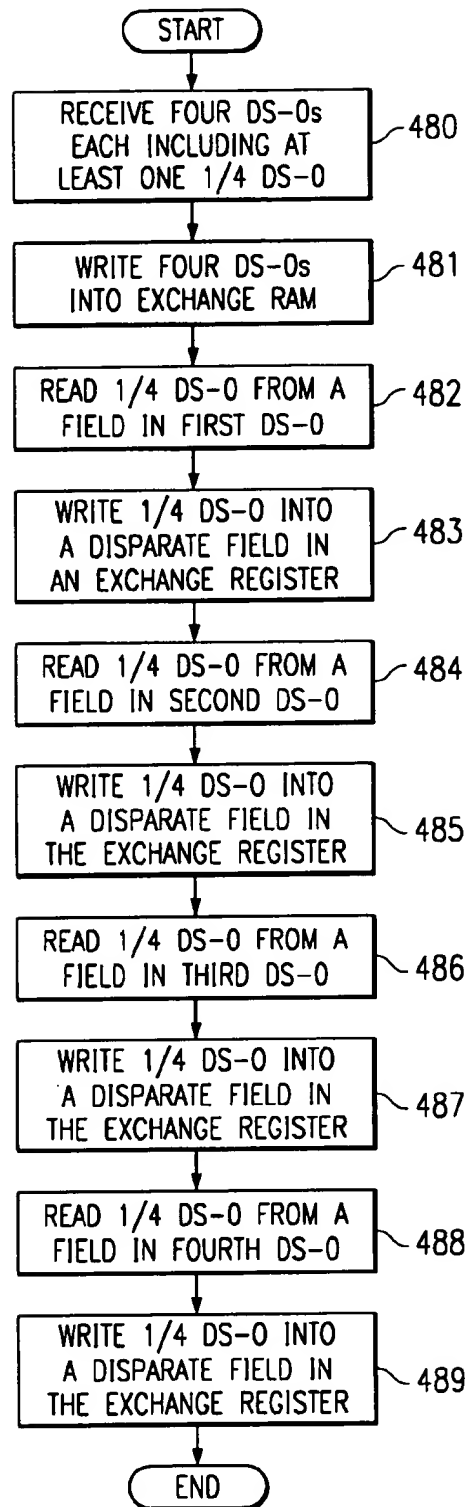 START
RECEIVE FOUR DS-0s
EACH INCLUDING AT
LEAST ONE 1/4 DS-0
480
WRITE FOUR DS-0s
INTO EXCHANGE RAM
481
READ 1/4 DS-0 FROM A
FIELD IN FIRST DS-0
482
WRITE 1/4 DS-0 INTO
A DISPARATE FIELD IN
AN EXCHANGE REGISTER
483
READ 1/4 DS-0 FROM A
FIELD IN SECOND DS-0
484
WRITE 1/4 DS-0 INTO
A DISPARATE FIELD IN
THE EXCHANGE REGISTER
485
READ 1/4 DS-0 FROM A
FIELD IN THIRD DS-0
486
WRITE 1/4 DS-0 INTO
A DISPARATE FIELD IN
THE EXCHANGE REGISTER
487
READ 1/4 DS-0 FROM A
FIELD IN FOURTH DS-0
488
WRITE 1/4 DS-0 INTO
A DISPARATE FIELD IN
THE EXCHANGE REGISTER
489
END